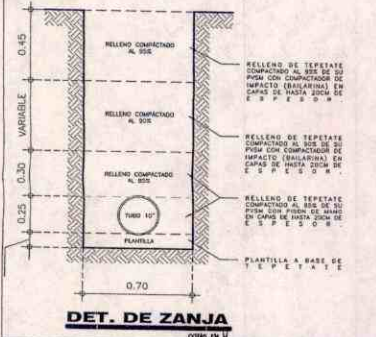 0.45
VARIABLE
0.30
0.25
RELLENO COMPACTADO
AL 95%
RELLENO COMPACTADO
AL 90%
RELLENO COMPACTADO
AL 85%
TUBO 10"
PLANTILLA
0.70
RELLENO DE TEPETATE
COMPACTADO AL 95% DE SU
PVSM CON COMPACTADOR DE
IMPACTO (BAILARINA) EN
CAPAS DE HASTA 20CM DE
E S P E S O R
RELLENO DE TEPETATE
COMPACTADO AL 90% DE SU
PVSM CON COMPACTADOR DE
IMPACTO (BAILARINA) EN
CAPAS DE HASTA 20CM DE
E S P E S O R
RELLENO DE TEPETATE
COMPACTADO AL 85% DE SU
PVSM CON PISON DE MANO
EN CAPAS DE HASTA 20CM DE
E S P E S O R
PLANTILLA A BASE DE
T E P E T A T E
DET. DE ZANJA